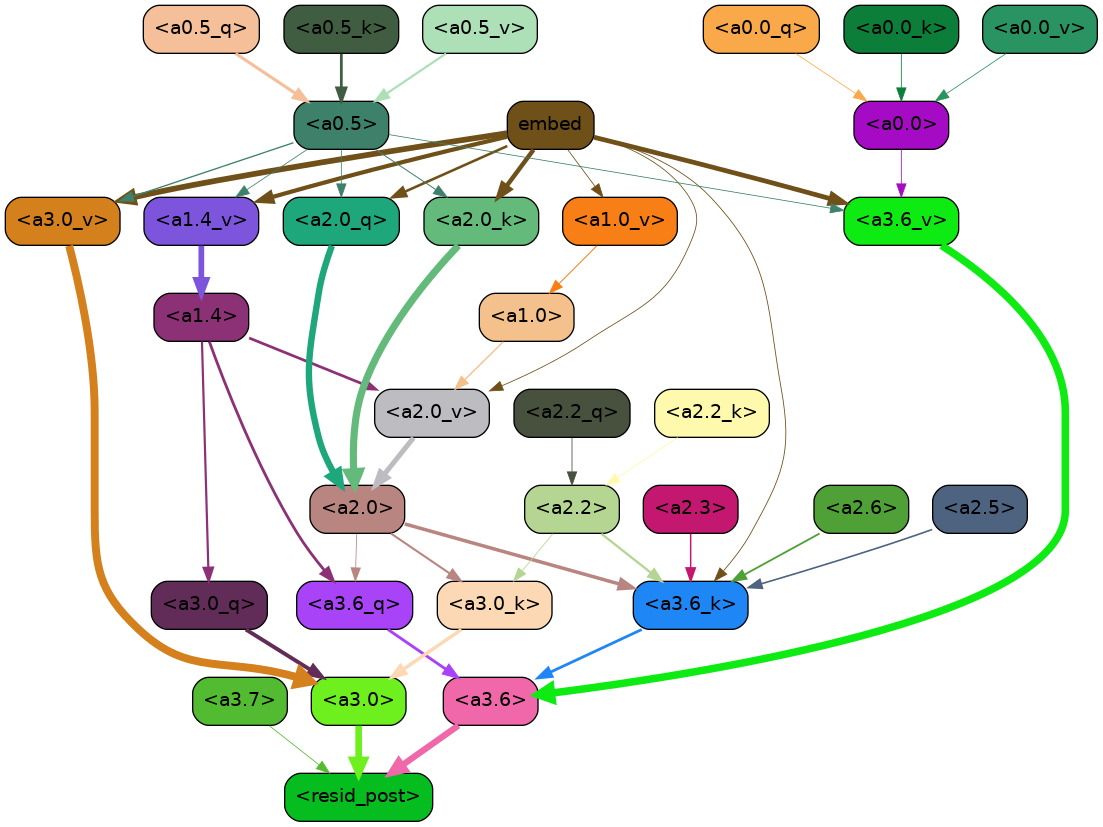 <a0.5_q> <a0.5_k> <a0.5_v> <a0.0_q> <a0.0_k> <a0.0_v>
<a0.5> embed <a0.0>
<a3.0_v> <a1.4_v> <a2.0_q> <a2.0_k> <a1.0_v> <a3.6_v>
<a1.4> <a1.0>
<a2.0_v> <a2.2_q> <a2.2_k>
<a2.0> <a2.2> <a2.3> <a2.6> <a2.5>
<a3.0_q> <a3.6_q> <a3.0_k> <a3.6_k>
<a3.7> <a3.0> <a3.6>
<resid_post>